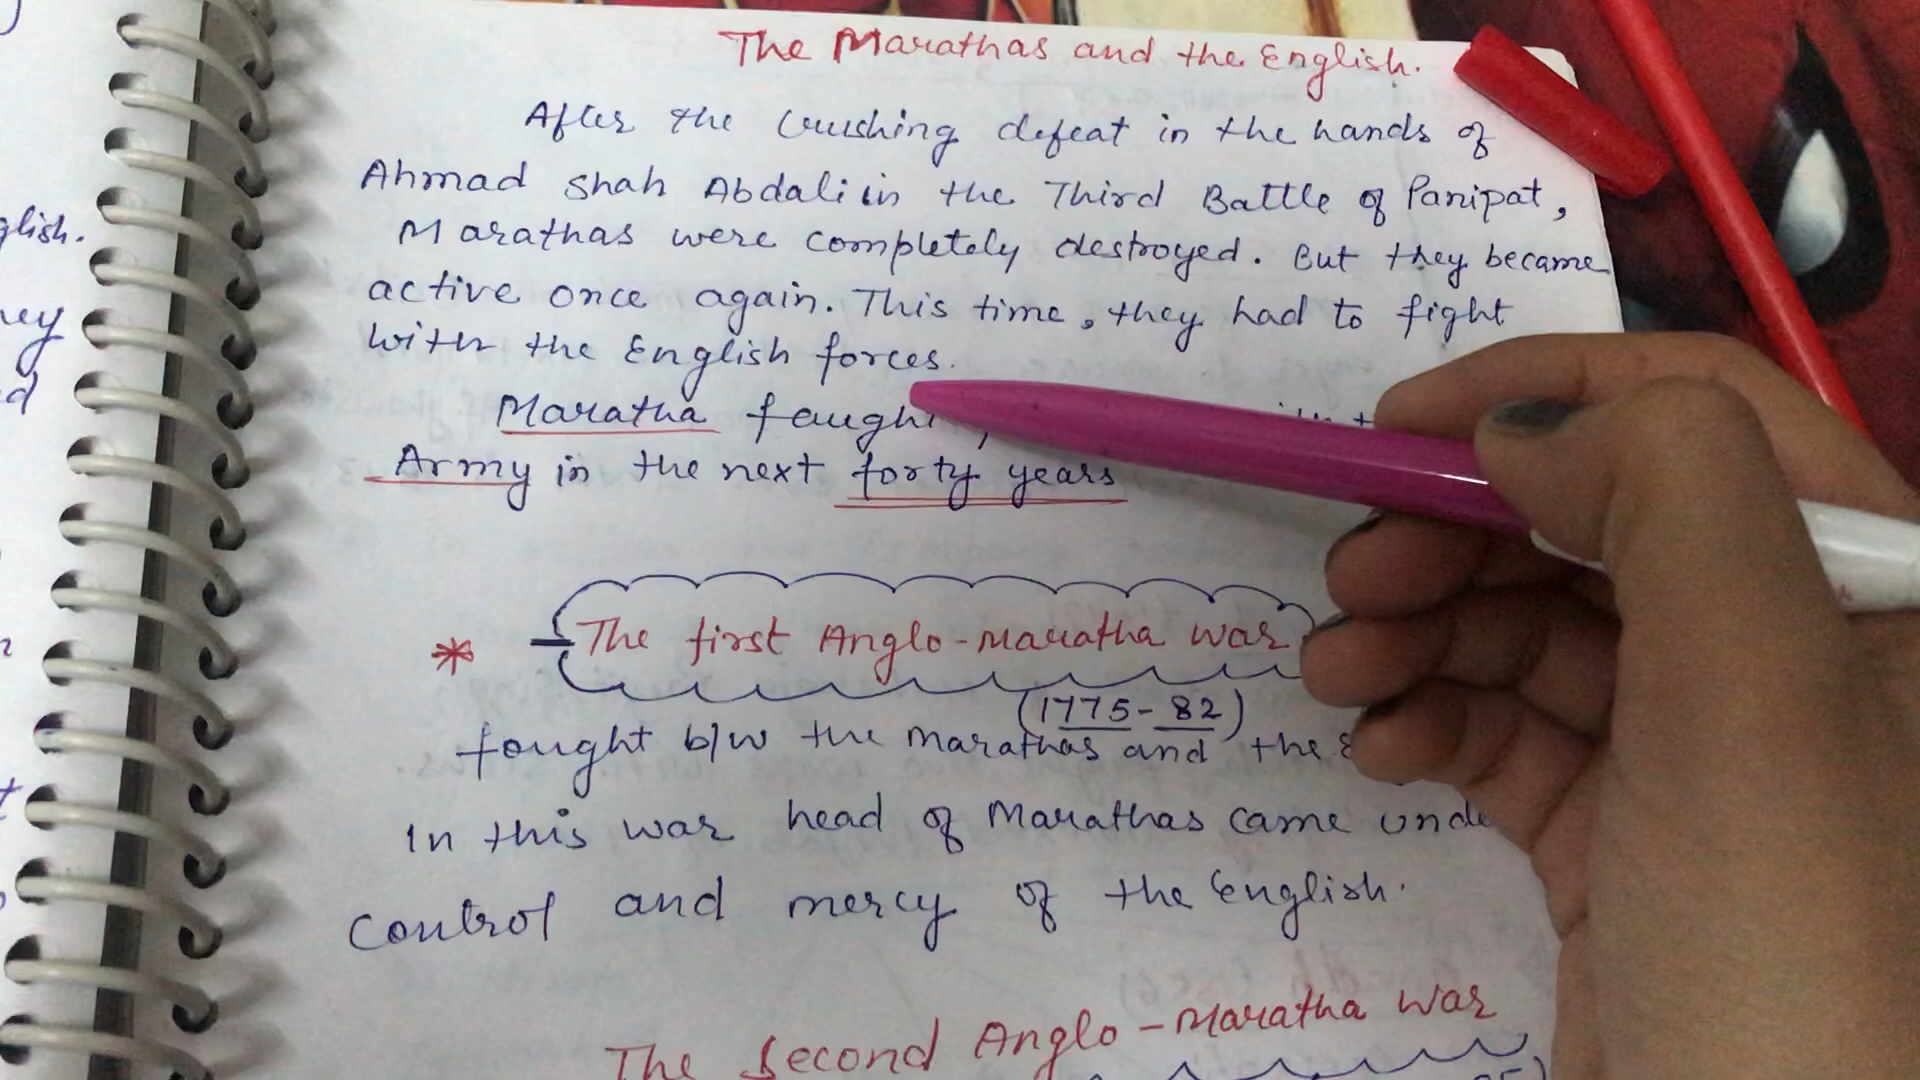 The Marathas and the English.
After the Crushing defeat in the hands of
Ahmad Shah Abdali in the Third Battle of Panipat,
Marathas were completely destroyed. But they became
active once again. This time, they had to fight
with the English forces.
Maratha
Army in the next forty years
* The first Anglo-Maratha War
(1775-82)
fought b/w the Marathas and the
In this war head of Marathas came
control and mercy of the English.
The Second Anglo-Maratha War
glish.